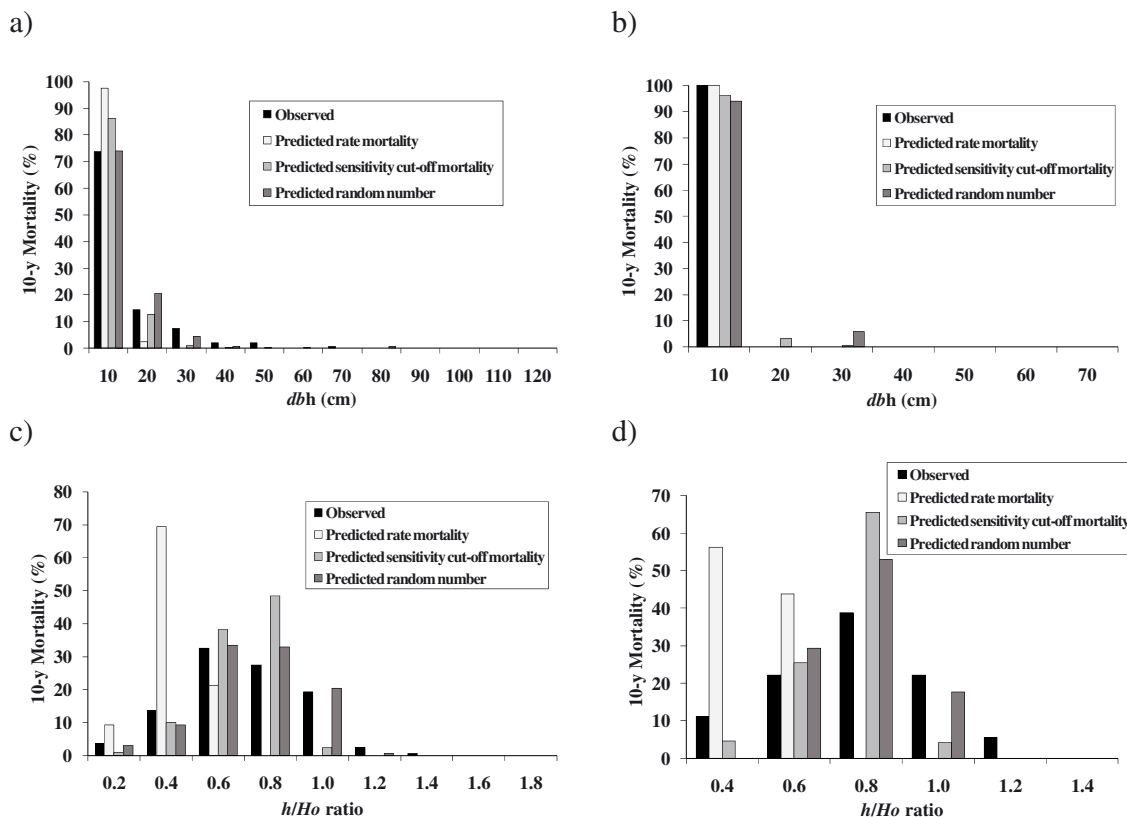 a)
100
90
80
70
60
50
40
30
20
10
0
10-y Mortality (%)
Observed
Predicted rate mortality
Predicted sensitivity cut-off mortality
Predicted random number
10 20 30 40 50 60 70 80 90 100 110 120
dbh (cm)
b)
100
90
80
70
60
50
40
30
20
10
0
10-y Mortality (%)
Observed
Predicted rate mortality
Predicted sensitivity cut-off mortality
Predicted random number
10 20 30 40 50 60 70
dbh (cm)
c)
80
70
60
50
40
30
20
10
0
10-y Mortality (%)
Observed
Predicted rate mortality
Predicted sensitivity cut-off mortality
Predicted random number
0.2 0.4 0.6 0.8 1.0 1.2 1.4 1.6 1.8
h/Ho ratio
d)
70
60
50
40
30
20
10
0
10-y Mortality (%)
Observed
Predicted rate mortality
Predicted sensitivity cut-off mortality
Predicted random number
0.4 0.6 0.8 1.0 1.2 1.4
h/Ho ratio